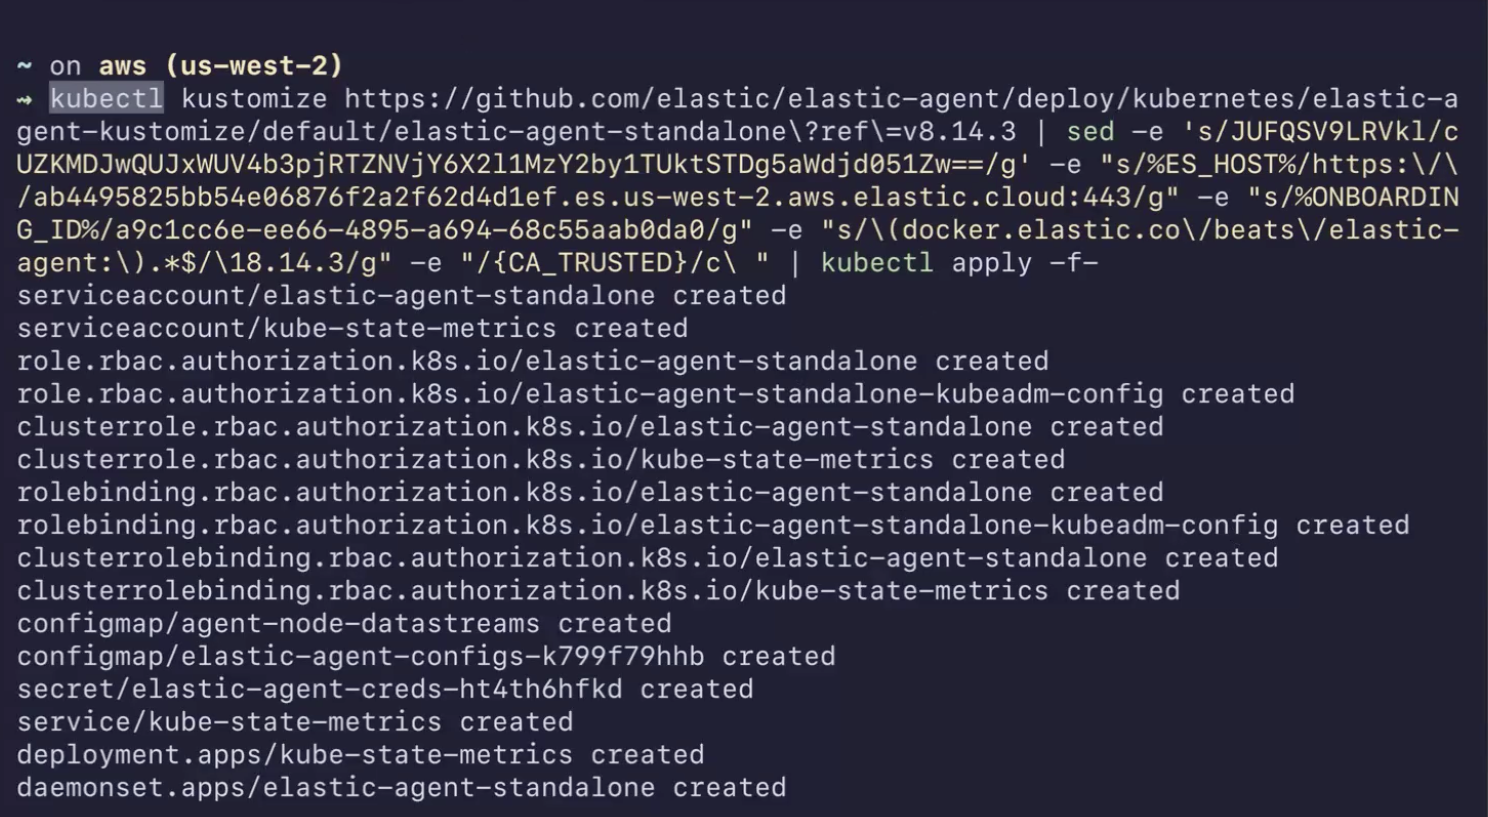 ~ on aws (us-west-2)
→ kubectl kustomize https://github.com/elastic/elastic-agent/deploy/kubernetes/elastic-a
gent-kustomize/default/elastic-agent-standalone\?ref\=v8.14.3 | sed -e 's/JUFQSV9LRVkl/c
UZKMDJwQUJxWUV4b3pjRTZNVjY6X2l1MzY2by1TUktSTDg5aWdjd051Zw==/g' -e "s/%ES_HOST%/https:\/\
/ab4495825bb54e06876f2a2f62d4d1ef.es.us-west-2.aws.elastic.cloud:443/g" -e "s/%ONBOARDIN
G_ID%/a9c1cc6e-ee66-4895-a694-68c55aab0da0/g" -e "s/\(docker.elastic.co\/beats\/elastic-
agent:\).*$/\18.14.3/g" -e "/{CA_TRUSTED}/c\ " | kubectl apply -f-
serviceaccount/elastic-agent-standalone created
serviceaccount/kube-state-metrics created
role.rbac.authorization.k8s.io/elastic-agent-standalone created
role.rbac.authorization.k8s.io/elastic-agent-standalone-kubeadm-config created
clusterrole.rbac.authorization.k8s.io/elastic-agent-standalone created
clusterrole.rbac.authorization.k8s.io/kube-state-metrics created
rolebinding.rbac.authorization.k8s.io/elastic-agent-standalone created
rolebinding.rbac.authorization.k8s.io/elastic-agent-standalone-kubeadm-config created
clusterrolebinding.rbac.authorization.k8s.io/elastic-agent-standalone created
clusterrolebinding.rbac.authorization.k8s.io/kube-state-metrics created
configmap/agent-node-datastreams created
configmap/elastic-agent-configs-k799f79hhb created
secret/elastic-agent-creds-ht4th6hfkd created
service/kube-state-metrics created
deployment.apps/kube-state-metrics created
daemonset.apps/elastic-agent-standalone created